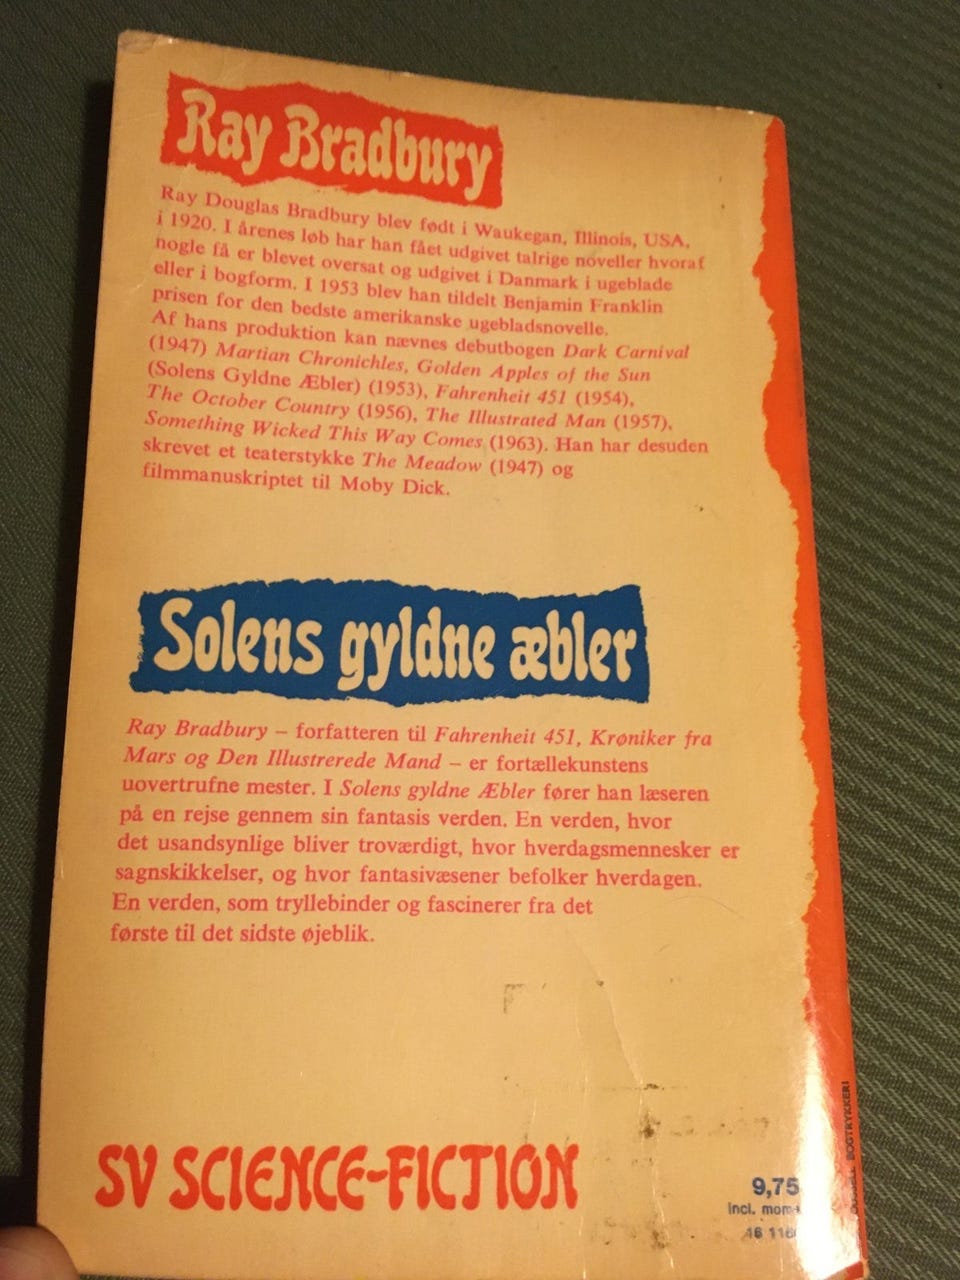 Ray Bradbury
Ray Douglas Bradbury blev født i Waukegan, Illinois, USA,
i 1920. I årenes løb har han fået udgivet talrige noveller hvoraf
nogle få er blevet oversat og udgivet i Danmark i ugeblade
eller i bogform. I 1953 blev han tildelt Benjamin Franklin
prisen for den bedste amerikanske ugebladsnovelle.
Af hans produktion kan nævnes debutbogen Dark Carnival
(1947) Martian Chronichles, Golden Apples of the Sun
(Solens Gyldne Æbler) (1953), Fahrenheit 451 (1954),
The October Country (1956), The Illustrated Man (1957),
Something Wicked This Way Comes (1963). Han har desuden
skrevet et teaterstykke The Meadow (1947) og
filmmanuskriptet til Moby Dick.
Solens gyldne æbler
Ray Bradbury – forfatteren til Fahrenheit 451, Krøniker fra
Mars og Den Illustrerede Mand – er fortællekunstens
uovertrufne mester. I Solens gyldne Æbler fører han læseren
på en rejse gennem sin fantasis verden. En verden, hvor
det usandsynlige bliver troværdigt, hvor hverdagsmennesker er
sagnskikkelser, og hvor fantasivæsener befolker hverdagen.
En verden, som tryllebinder og fascinerer fra det
første til det sidste øjeblik.
SV SCIENCE-FICTION
9,75
incl. moms
BOGTRYKKERI